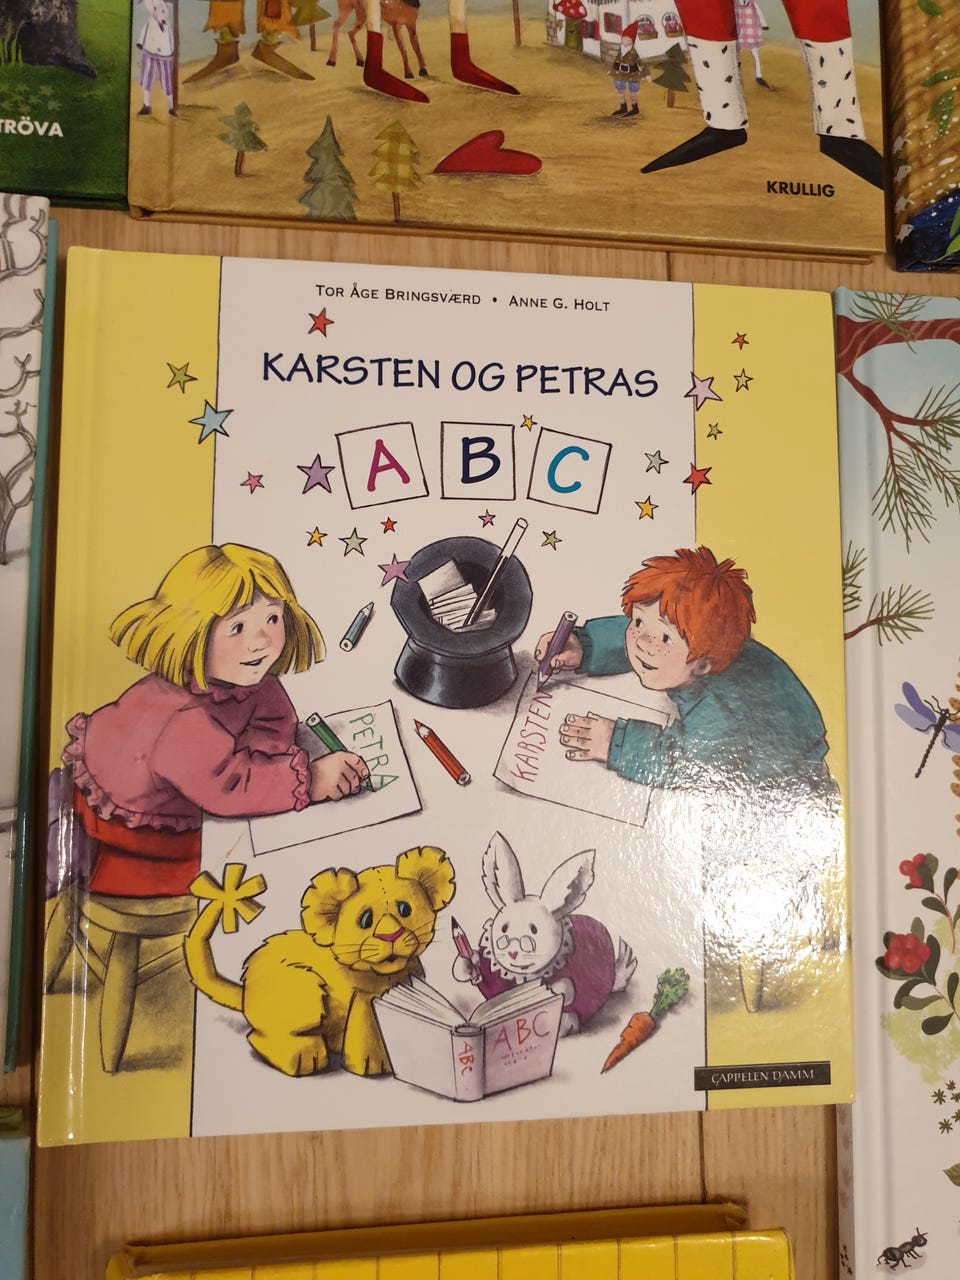 TRÖVA
KRULLIG
TOR ÅGE BRINGSVÆRD • ANNE G. HOLT
KARSTEN OG PETRAS
A B C
PETRA
KARSTEN
ABC
ABC
CAPPELEN DAMM